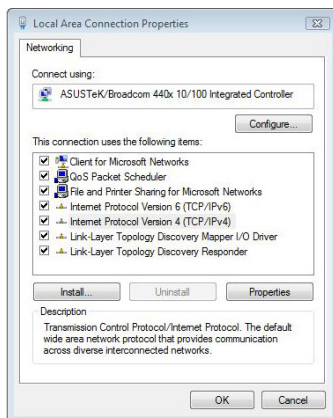 Local Area Connection Properties
Networking
Connect using:
ASUSTeK/Broadcom 440x 10/100 Integrated Controller
Configure...
This connection uses the following items:
Client for Microsoft Networks
QoS Packet Scheduler
File and Printer Sharing for Microsoft Networks
Internet Protocol Version 6 (TCP/IPv6)
Internet Protocol Version 4 (TCP/IPv4)
Link-Layer Topology Discovery Mapper I/O Driver
Link-Layer Topology Discovery Responder
Install... Uninstall Properties
Description
Transmission Control Protocol/Internet Protocol. The default
wide area network protocol that provides communication
across diverse interconnected networks.
OK Cancel